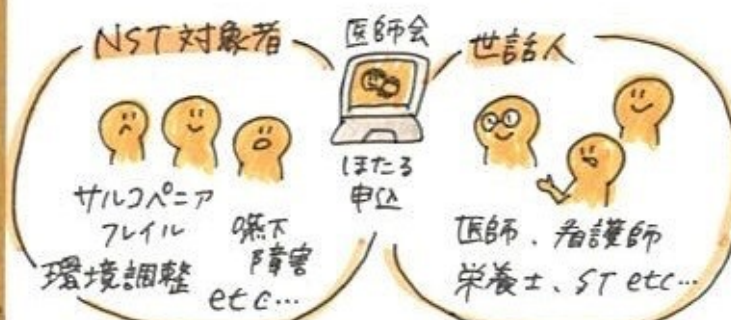 NST対象者
サルコペニア
フレイル
嚥下
障害
環境調整
etc…
医師会
ほたる
申込
世話人
医師、看護師
栄養士、ST etc…